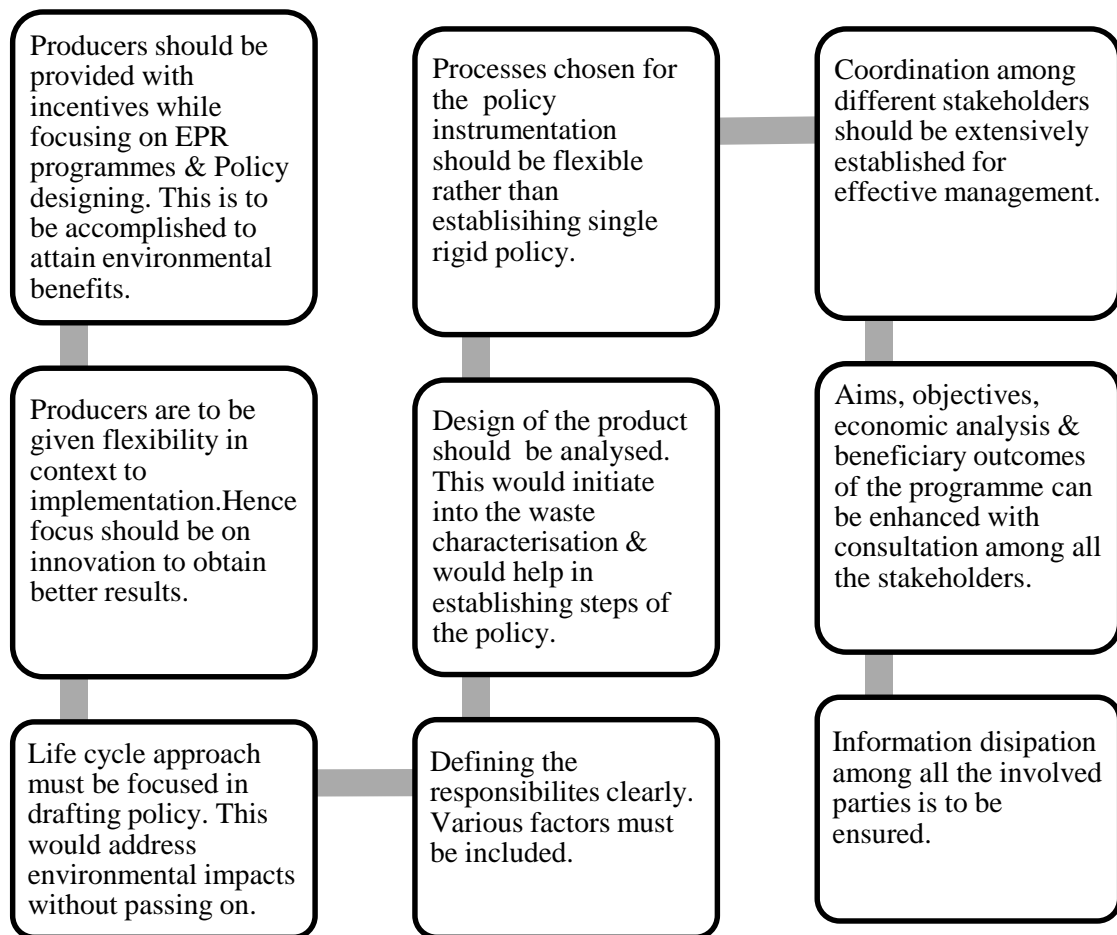 Producers should be
provided with
incentives while
focusing on EPR
programmes & Policy
designing. This is to
be accomplished to
attain environmental
benefits.
Producers are to be
given flexibility in
context to
implementation.Hence
focus should be on
innovation to obtain
better results.
Life cycle approach
must be focused in
drafting policy. This
would address
environmental impacts
without passing on.
Defining the
responsibilites clearly.
Various factors must
be included.
Design of the product
should  be analysed.
This would initiate
into the waste
characterisation &
would help in
establishing steps of
the policy.
Processes chosen for
the  policy
instrumentation
should be flexible
rather than
establisihing single
rigid policy.
Coordination among
different stakeholders
should be extensively
established for
effective management.
Aims, objectives,
economic analysis &
beneficiary outcomes
of the programme can
be enhanced with
consultation among all
the stakeholders.
Information disipation
among all the involved
parties is to be
ensured.